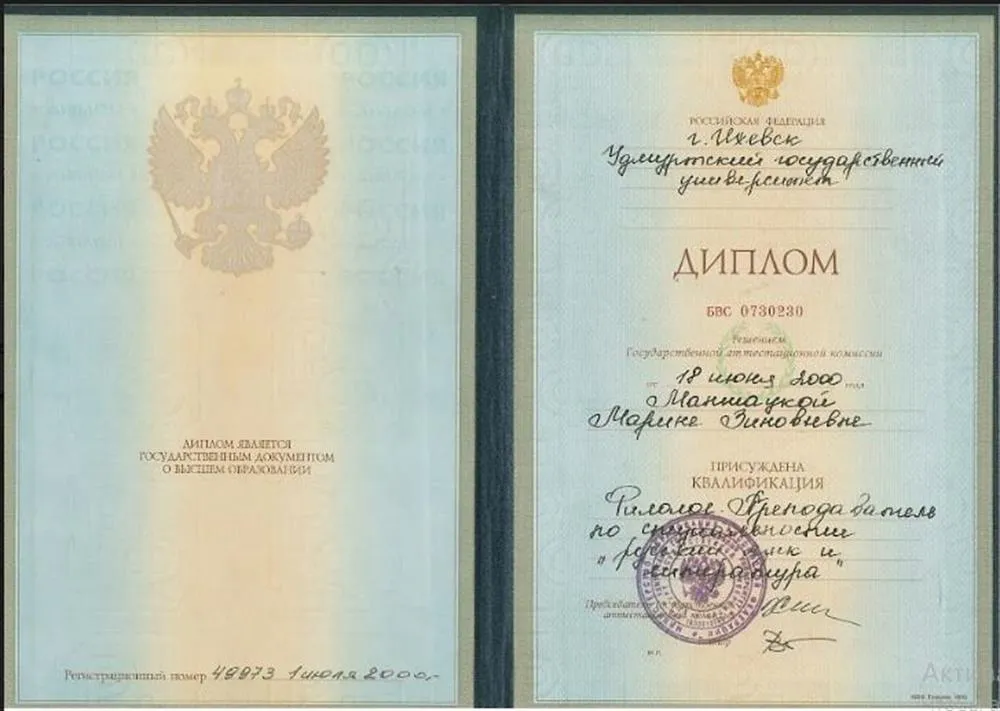 ДИПЛОМ ЯВЛЯЕТСЯ
ГОСУДАРСТВЕННЫМ ДОКУМЕНТОМ
О ВЫСШЕМ ОБРАЗОВАНИИ
Регистрационный номер 49973 1 июля 2000г
РОССИЙСКАЯ ФЕДЕРАЦИЯ
г. Ижевск
Удмуртский государственный
университет
ДИПЛОМ
БВС 0730230
Решением
Государственной аттестационной комиссии
от 18 июня 2000 года
Марине Зиновьевне
ПРИСУЖДЕНА
КВАЛИФИКАЦИЯ
Филолог. Преподаватель
по специальности
„русский язык и
литература"
Председатель
м.п.